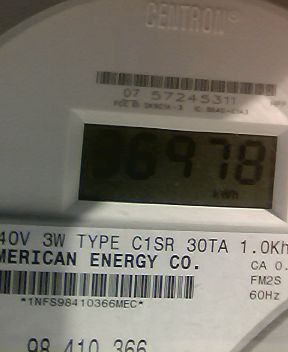 CENTRON®
07 57245311
36978
kWh
40V 3W TYPE C1SR 30TA 1.0Kh
MERICAN ENERGY CO.
CA 0.
FM2S
60Hz
*1NFS98410366MEC*
98 410 366